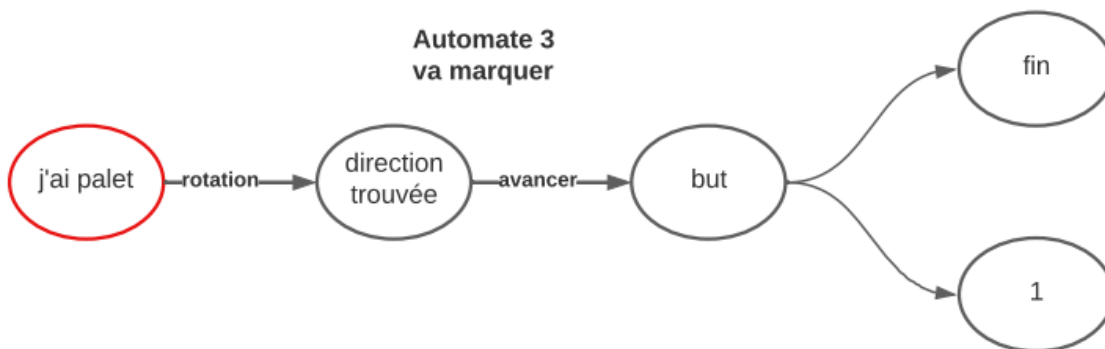 Automate 3
va marquer
fin
j'ai palet
rotation
direction
trouvée
avancer
but
1